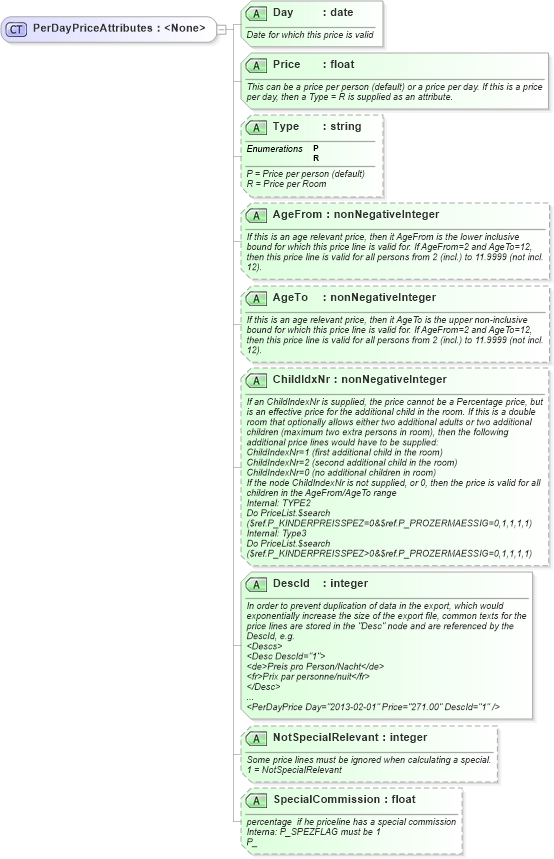 CT PerDayPriceAttributes : <None>
A Day : date
Date for which this price is valid
A Price : float
This can be a price per person (default) or a price per day. If this is a price
per day, then a Type = R is supplied as an attribute.
A Type : string
Enumerations P
R
P = Price per person (default)
R = Price per Room
A AgeFrom : nonNegativeInteger
If this is an age relevant price, then it AgeFrom is the lower inclusive
bound for which this price line is valid for. If AgeFrom=2 and AgeTo=12,
then this price line is valid for all persons from 2 (incl.) to 11.9999 (not incl.
12).
A AgeTo : nonNegativeInteger
If this is an age relevant price, then it AgeTo is the upper non-inclusive
bound for which this price line is valid for. If AgeFrom=2 and AgeTo=12,
then this price line is valid for all persons from 2 (incl.) to 11.9999 (not incl.
12).
A ChildIdxNr : nonNegativeInteger
If an ChildIndexNr is supplied, the price cannot be a Percentage price, but
is an effective price for the additional child in the room. If this is a double
room that optionally allows either two additional adults or two additional
children (maximum two extra persons in room), then the following
additional price lines would have to be supplied:
ChildIndexNr=1 (first additional child in the room)
ChildIndexNr=2 (second additional child in the room)
ChildIndexNr=0 (no additional children in room)
If the node ChildIndexNr is not supplied, or 0, then the price is valid for all
children in the AgeFrom/AgeTo range
Internal: TYPE2
Do PriceList.$search
($ref.P_KINDERPREISSPEZ=0&$ref.P_PROZERMAESSIG=0,1,1,1,1)
Internal: Type3
Do PriceList.$search
($ref.P_KINDERPREISSPEZ>0&$ref.P_PROZERMAESSIG=0,1,1,1,1)
A DescId : integer
In order to prevent duplication of data in the export, which would
exponentially increase the size of the export file, common texts for the
price lines are stored in the "Desc" node and are referenced by the
DescId, e.g.
<Descs>
<Desc DescId="1">
<de>Preis pro Person/Nacht</de>
<fr>Prix par personne/nuit</fr>
</Desc>
...
<PerDayPrice Day="2013-02-01" Price="271.00" DescId="1" />
A NotSpecialRelevant : integer
Some price lines must be ignored when calculating a special.
1 = NotSpecialRelevant
A SpecialCommission : float
percentage if he priceline has a special commission
Interna: P_SPEZFLAG must be 1
P_